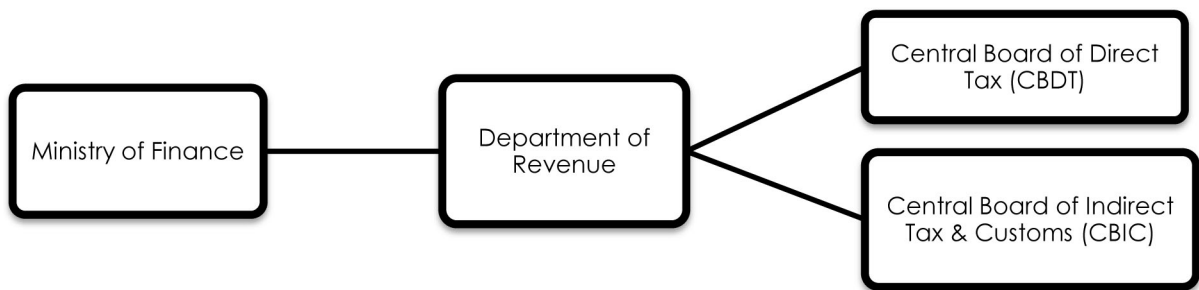 Ministry of Finance
Department of
Revenue
Central Board of Direct
Tax (CBDT)
Central Board of Indirect
Tax & Customs (CBIC)